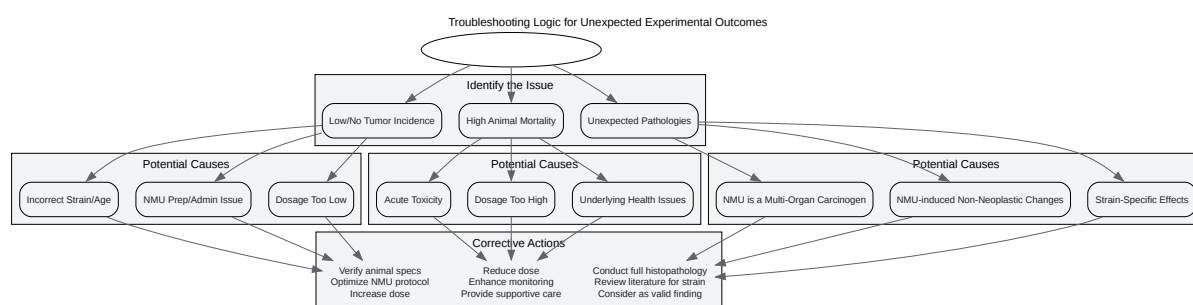 Troubleshooting Logic for Unexpected Experimental Outcomes
Identify the Issue
Low/No Tumor Incidence
High Animal Mortality
Unexpected Pathologies
Potential Causes
Potential Causes
Potential Causes
Incorrect Strain/Age
NMU Prep/Admin Issue
Dosage Too Low
Acute Toxicity
Dosage Too High
Underlying Health Issues
NMU is a Multi-Organ Carcinogen
NMU-induced Non-Neoplastic Changes
Strain-Specific Effects
Corrective Actions
Verify animal specs
Optimize NMU protocol
Increase dose
Reduce dose
Enhance monitoring
Provide supportive care
Conduct full histopathology
Review literature for strain
Consider as valid finding